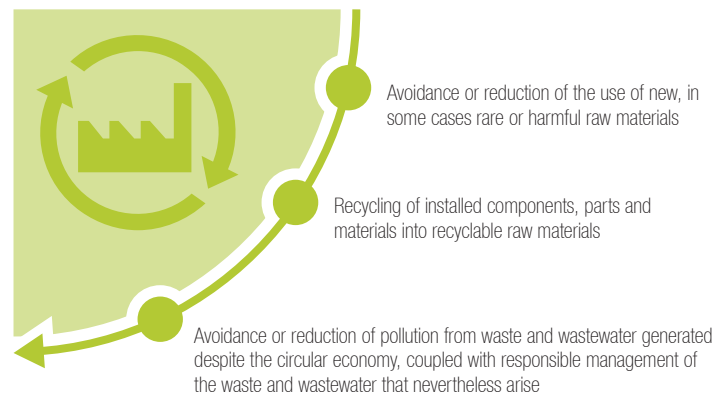 Avoidance or reduction of the use of new, in
some cases rare or harmful raw materials
Recycling of installed components, parts and
materials into recyclable raw materials
Avoidance or reduction of pollution from waste and wastewater generated
despite the circular economy, coupled with responsible management of
the waste and wastewater that nevertheless arise